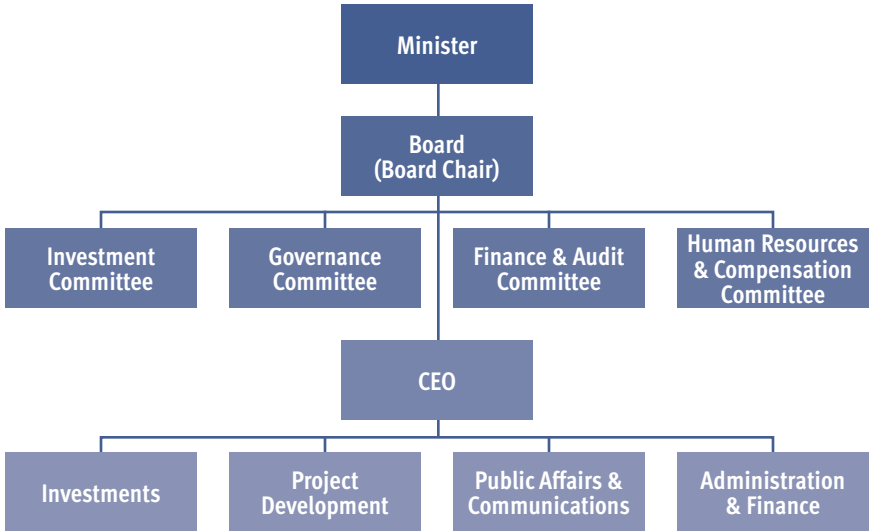 Minister
Board
(Board Chair)
Investment
Committee
Governance
Committee
Finance & Audit
Committee
Human Resources
& Compensation
Committee
CEO
Investments
Project
Development
Public Affairs &
Communications
Administration
& Finance